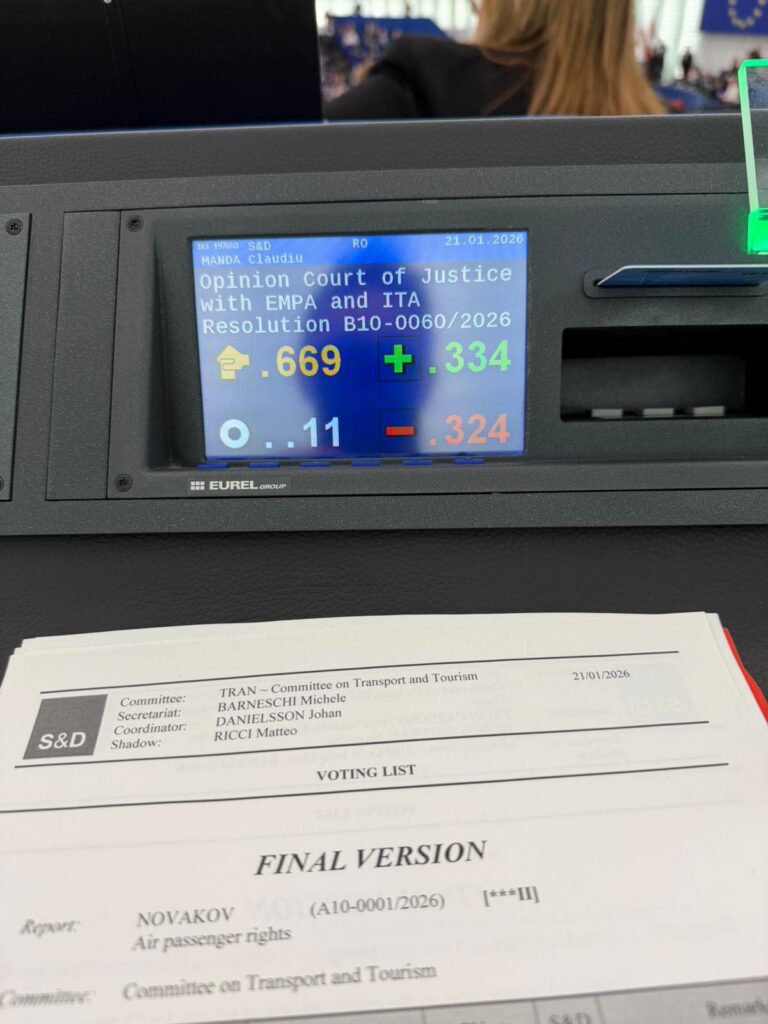 161 197650 S&D RO 21.01.2026
MANDA Claudiu
Opinion Court of Justice
with EMPA and ITA
Resolution B10-0060/2026
.669 + .334
..11 - .324
EUREL GROUP
S&D
Committee: TRAN ~ Committee on Transport and Tourism 21/01/2026
Secretariat: BARNESCHI Michele
Coordinator: DANIELSSON Johan
Shadow: RICCI Matteo
VOTING LIST
FINAL VERSION
Report: NOVAKOV (A10-0001/2026) [***II]
Air passenger rights
Committee: Committee on Transport and Tourism
S&D